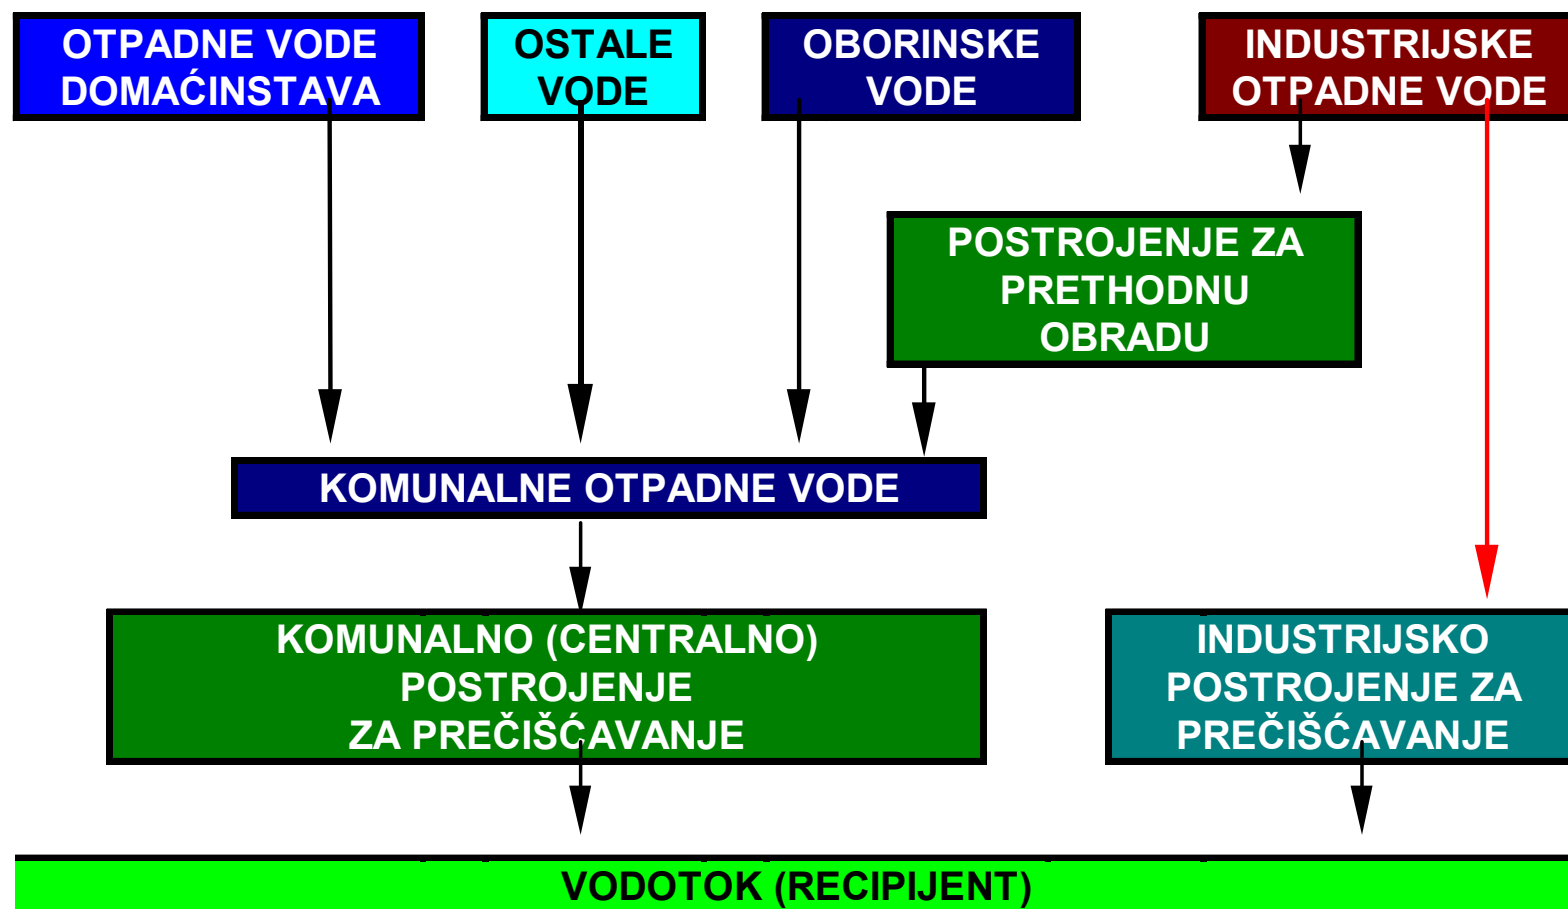 OTPADNE VODE
DOMAĆINSTAVA
OSTALE
VODE
OBORINSKE
VODE
INDUSTRIJSKE
OTPADNE VODE
POSTROJENJE ZA
PRETHODNU
OBRADU
KOMUNALNE OTPADNE VODE
KOMUNALNO (CENTRALNO)
POSTROJENJE
ZA PREČIŠĆAVANJE
INDUSTRIJSKO
POSTROJENJE ZA
PREČIŠĆAVANJE
VODOTOK (RECIPIJENT)